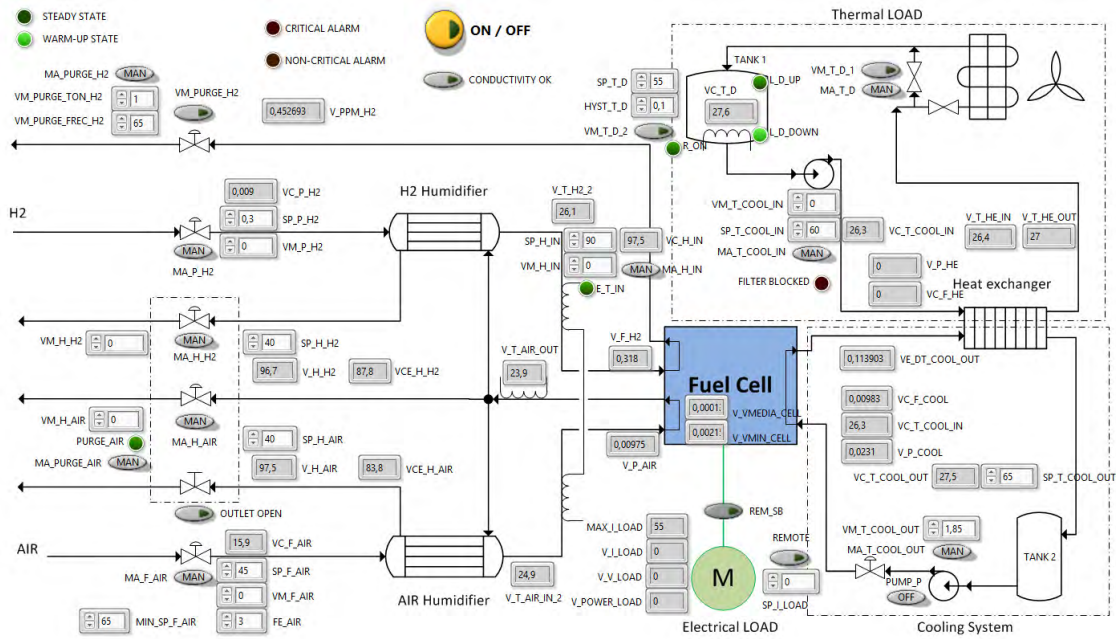 Thermal LOAD
STEADY STATE
WARM-UP STATE
CRITICAL ALARM
NON-CRITICAL ALARM
ON / OFF
CONDUCTIVITY OK
MA_PURGE_H2 MAN
VM_PURGE_TON_H2 1
VM_PURGE_FREC_H2 65
VM_PURGE_H2
0,452693 V_PPM_H2
SP_T_D 55
HYST_T_D 0,1
VM_T_D_2
TANK 1
VC_T_D
27,6
L_D_UP
L_D_DOWN
R_ON
VM_T_D_1
MA_T_D MAN
H2
0,009 VC_P_H2
0,3 SP_P_H2
0 VM_P_H2
MAN
MA_P_H2
H2 Humidifier
V_T_H2_2
26,1
SP_H_IN 90 97,5 VC_H_IN
VM_H_IN 0 MAN MA_H_IN
E_T_IN
VM_T_COOL_IN 0
SP_T_COOL_IN 60 26,3 VC_T_COOL_IN
MA_T_COOL_IN MAN
FILTER BLOCKED
V_T_HE_IN V_T_HE_OUT
26,4 27
0 V_P_HE
0 VC_F_HE
Heat exchanger
VM_H_H2 0
MAN
MA_H_H2
40 SP_H_H2
96,7 V_H_H2 87,8 VCE_H_H2
V_T_AIR_OUT
23,9
V_F_H2
0,318
Fuel Cell
V_VMEDIA_CELL
V_VMIN_CELL
0,00975
V_P_AIR
0,113903 VE_DT_COOL_OUT
0,00983 VC_F_COOL
26,3 VC_T_COOL_IN
0,0231 V_P_COOL
VC_T_COOL_OUT 27,5 65 SP_T_COOL_OUT
VM_H_AIR 0
PURGE_AIR
MA_PURGE_AIR MAN
MAN
MA_H_AIR
40 SP_H_AIR
97,5 V_H_AIR 83,8 VCE_H_AIR
OUTLET OPEN
AIR
15,9 VC_F_AIR
MA_F_AIR MAN 45 SP_F_AIR
0 VM_F_AIR
65 MIN_SP_F_AIR 3 FE_AIR
AIR Humidifier
24,9
V_T_AIR_IN_2
REM_SB
MAX_I_LOAD 55
V_I_LOAD 0
V_V_LOAD 0
V_POWER_LOAD 0
M
REMOTE
0
SP_I_LOAD
Electrical LOAD
VM_T_COOL_OUT 1,85
MA_T_COOL_OUT MAN
PUMP_P
OFF
TANK 2
Cooling System